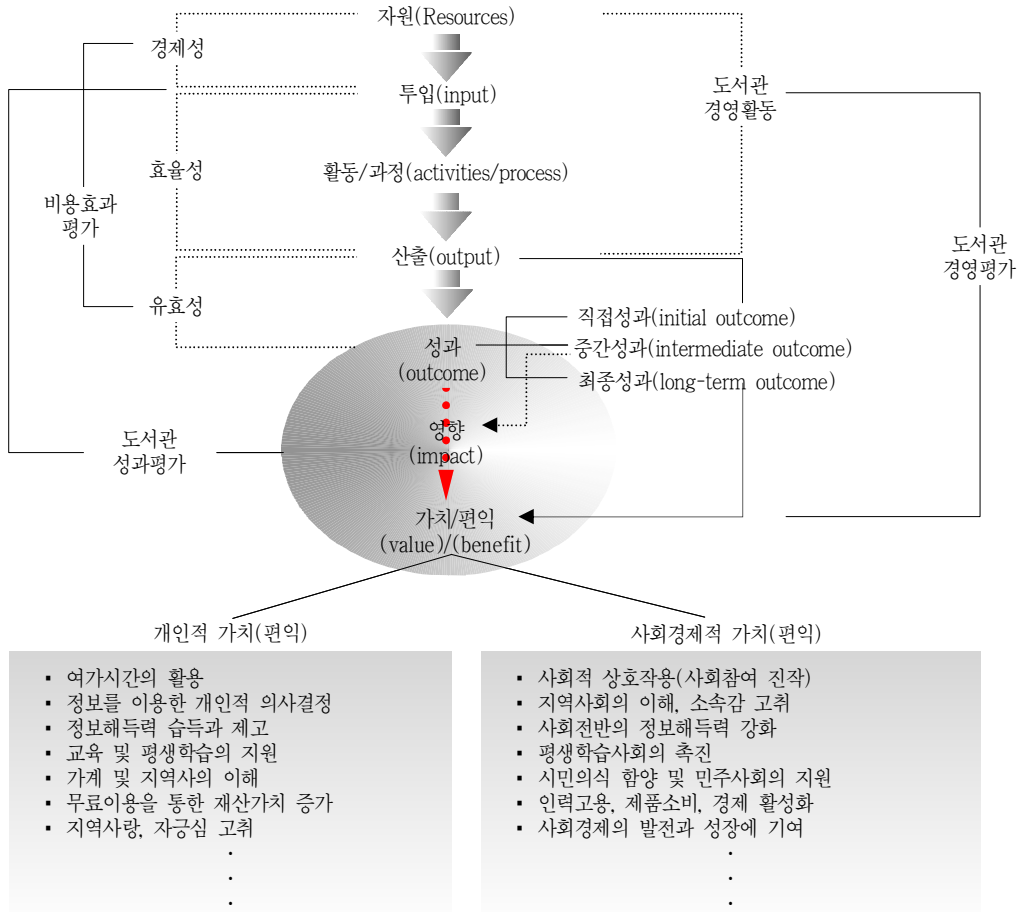 자원(Resources)
경제성
투입(input)
도서관
경영활동
효율성
활동/과정(activities/process)
비용효과
평가
산출(output)
도서관
경영평가
유효성
직접성과(initial outcome)
성과
(outcome)
중간성과(intermediate outcome)
최종성과(long-term outcome)
영향
(impact)
도서관
성과평가
가치/편익
(value)/(benefit)
개인적 가치(편익)
▪ 여가시간의 활용
▪ 정보를 이용한 개인적 의사결정
▪ 정보해득력 습득과 제고
▪ 교육 및 평생학습의 지원
▪ 가계 및 지역사의 이해
▪ 무료이용을 통한 재산가치 증가
▪ 지역사랑, 자긍심 고취
사회경제적 가치(편익)
▪ 사회적 상호작용(사회참여 진작)
▪ 지역사회의 이해, 소속감 고취
▪ 사회전반의 정보해득력 강화
▪ 평생학습사회의 촉진
▪ 시민의식 함양 및 민주사회의 지원
▪ 인력고용, 제품소비, 경제 활성화
▪ 사회경제의 발전과 성장에 기여